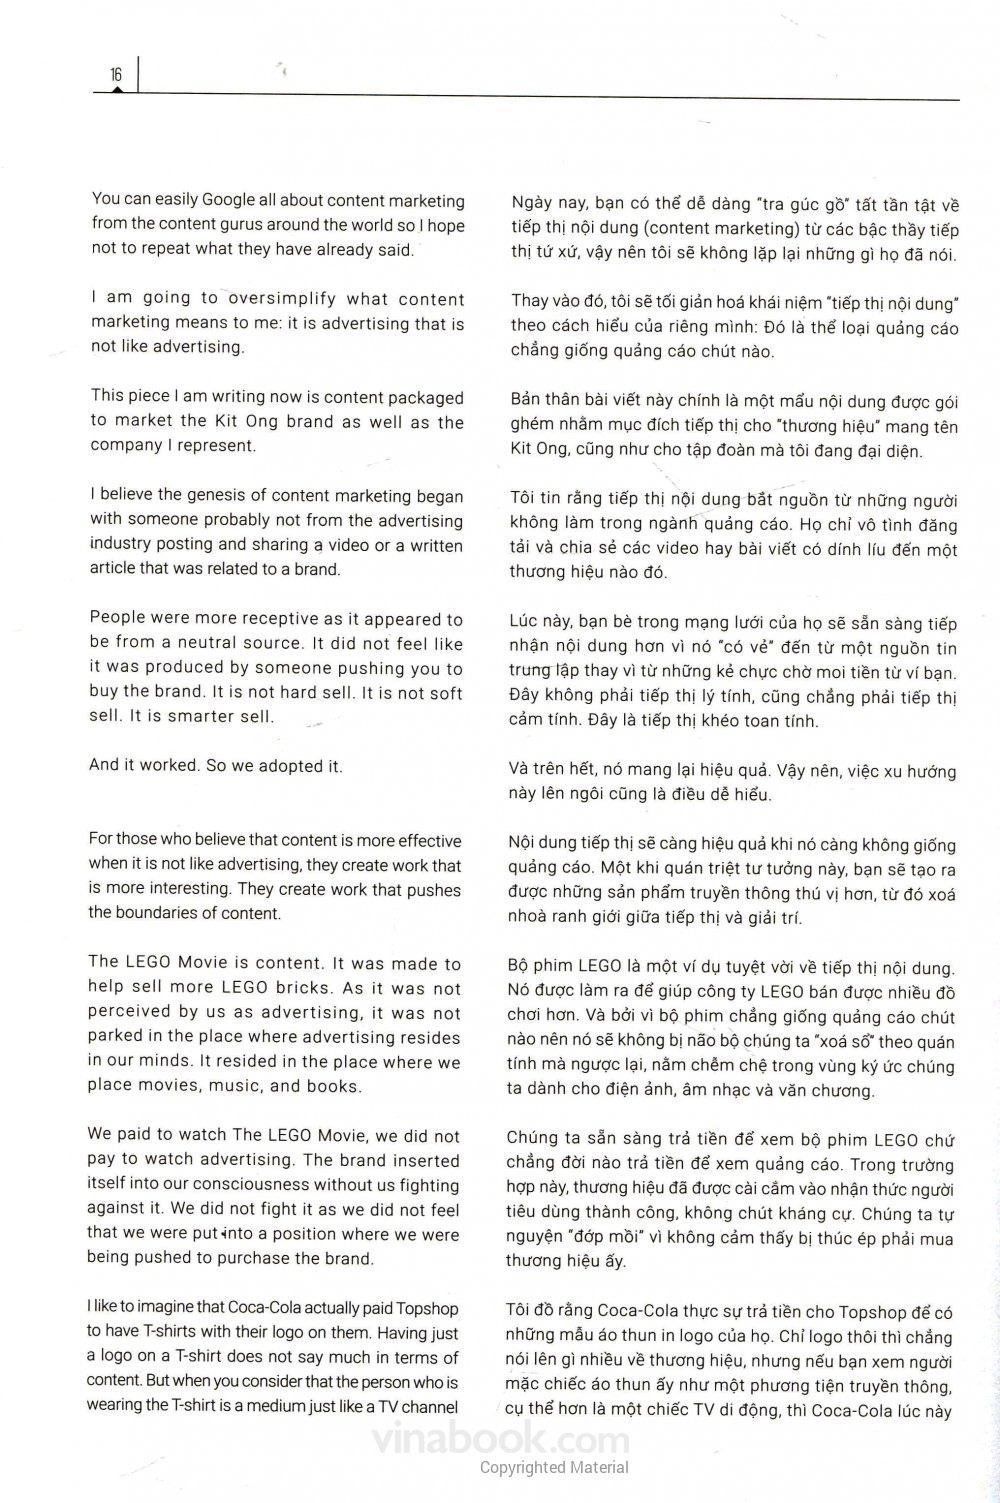 16
You can easily Google all about content marketing
from the content gurus around the world so I hope
not to repeat what they have already said.
I am going to oversimplify what content
marketing means to me: it is advertising that is
not like advertising.
This piece I am writing now is content packaged
to market the Kit Ong brand as well as the
company I represent.
I believe the genesis of content marketing began
with someone probably not from the advertising
industry posting and sharing a video or a written
article that was related to a brand.
People were more receptive as it appeared to
be from a neutral source. It did not feel like
it was produced by someone pushing you to
buy the brand. It is not hard sell. It is not soft
sell. It is smarter sell.
And it worked. So we adopted it.
For those who believe that content is more effective
when it is not like advertising, they create work that
is more interesting. They create work that pushes
the boundaries of content.
The LEGO Movie is content. It was made to
help sell more LEGO bricks. As it was not
perceived by us as advertising, it was not
parked in the place where advertising resides
in our minds. It resided in the place where we
place movies, music, and books.
We paid to watch The LEGO Movie, we did not
pay to watch advertising. The brand inserted
itself into our consciousness without us fighting
against it. We did not fight it as we did not feel
that we were put into a position where we were
being pushed to purchase the brand.
I like to imagine that Coca-Cola actually paid Topshop
to have T-shirts with their logo on them. Having just
a logo on a T-shirt does not say much in terms of
content. But when you consider that the person who is
wearing the T-shirt is a medium just like a TV channel
Ngày nay, bạn có thể dễ dàng "tra gúc gồ" tất tần tật về
tiếp thị nội dung (content marketing) từ các bậc thầy tiếp
thị tứ xứ, vậy nên tôi sẽ không lặp lại những gì họ đã nói.
Thay vào đó, tôi sẽ tối giản hoá khái niệm "tiếp thị nội dung"
theo cách hiểu của riêng mình: Đó là thể loại quảng cáo
chẳng giống quảng cáo chút nào.
Bản thân bài viết này chính là một mẩu nội dung được gói
ghém nhằm mục đích tiếp thị cho "thương hiệu" mang tên
Kit Ong, cũng như cho tập đoàn mà tôi đang đại diện.
Tôi tin rằng tiếp thị nội dung bắt nguồn từ những người
không làm trong ngành quảng cáo. Họ chỉ vô tình đăng
tải và chia sẻ các video hay bài viết có dính líu đến một
thương hiệu nào đó.
Lúc này, bạn bè trong mạng lưới của họ sẽ sẵn sàng tiếp
nhận nội dung hơn vì nó "có vẻ" đến từ một nguồn tin
trung lập thay vì từ những kẻ chực chờ moi tiền từ ví bạn.
Đây không phải tiếp thị lý tính, cũng chẳng phải tiếp thị
cảm tính. Đây là tiếp thị khéo toan tính.
Và trên hết, nó mang lại hiệu quả. Vậy nên, việc xu hướng
này lên ngôi cũng là điều dễ hiểu.
Nội dung tiếp thị sẽ càng hiệu quả khi nó càng không giống
quảng cáo. Một khi quán triệt tư tưởng này, bạn sẽ tạo ra
được những sản phẩm truyền thông thú vị hơn, từ đó xoá
nhoà ranh giới giữa tiếp thị và giải trí.
Bộ phim LEGO là một ví dụ tuyệt vời về tiếp thị nội dung.
Nó được làm ra để giúp công ty LEGO bán được nhiều đồ
chơi hơn. Và bởi vì bộ phim chẳng giống quảng cáo chút
nào nên nó sẽ không bị não bộ chúng ta "xoá sổ" theo quán
tính mà ngược lại, nằm chễm chệ trong vùng ký ức chúng
ta dành cho điện ảnh, âm nhạc và văn chương.
Chúng ta sẵn sàng trả tiền để xem bộ phim LEGO chứ
chẳng đời nào trả tiền để xem quảng cáo. Trong trường
hợp này, thương hiệu đã được cài cắm vào nhận thức người
tiêu dùng thành công, không chút kháng cự. Chúng ta tự
nguyện "đớp mồi" vì không cảm thấy bị thúc ép phải mua
thương hiệu ấy.
Tôi đồ rằng Coca-Cola thực sự trả tiền cho Topshop để có
những mẫu áo thun in logo của họ. Chỉ logo thôi thì chẳng
nói lên gì nhiều về thương hiệu, nhưng nếu bạn xem người
mặc chiếc áo thun ấy như một phương tiện truyền thông,
cụ thể hơn là một chiếc TV di động, thì Coca-Cola lúc này
vinabook.com
Copyrighted Material